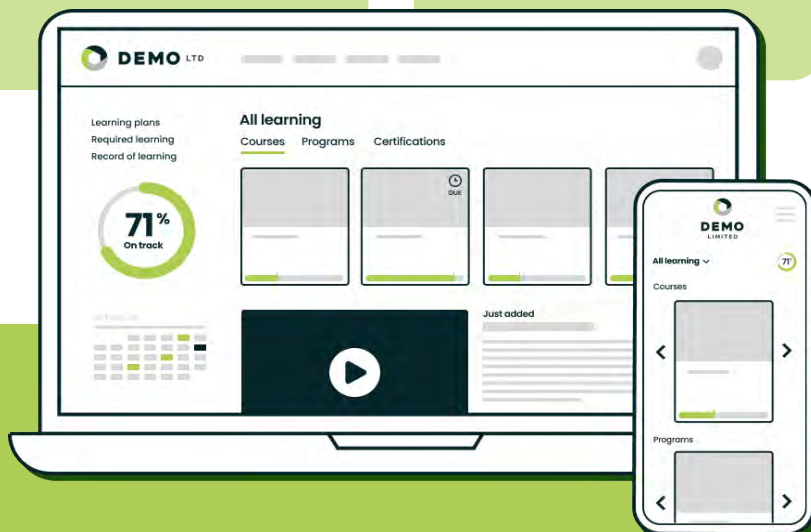 DEMO LTD
Learning plans
Required learning
Record of learning
71%
On track
All learning
Courses Programs Certifications
DUE
Just added
DEMO
LIMITED
All learning
71°
Courses
Programs